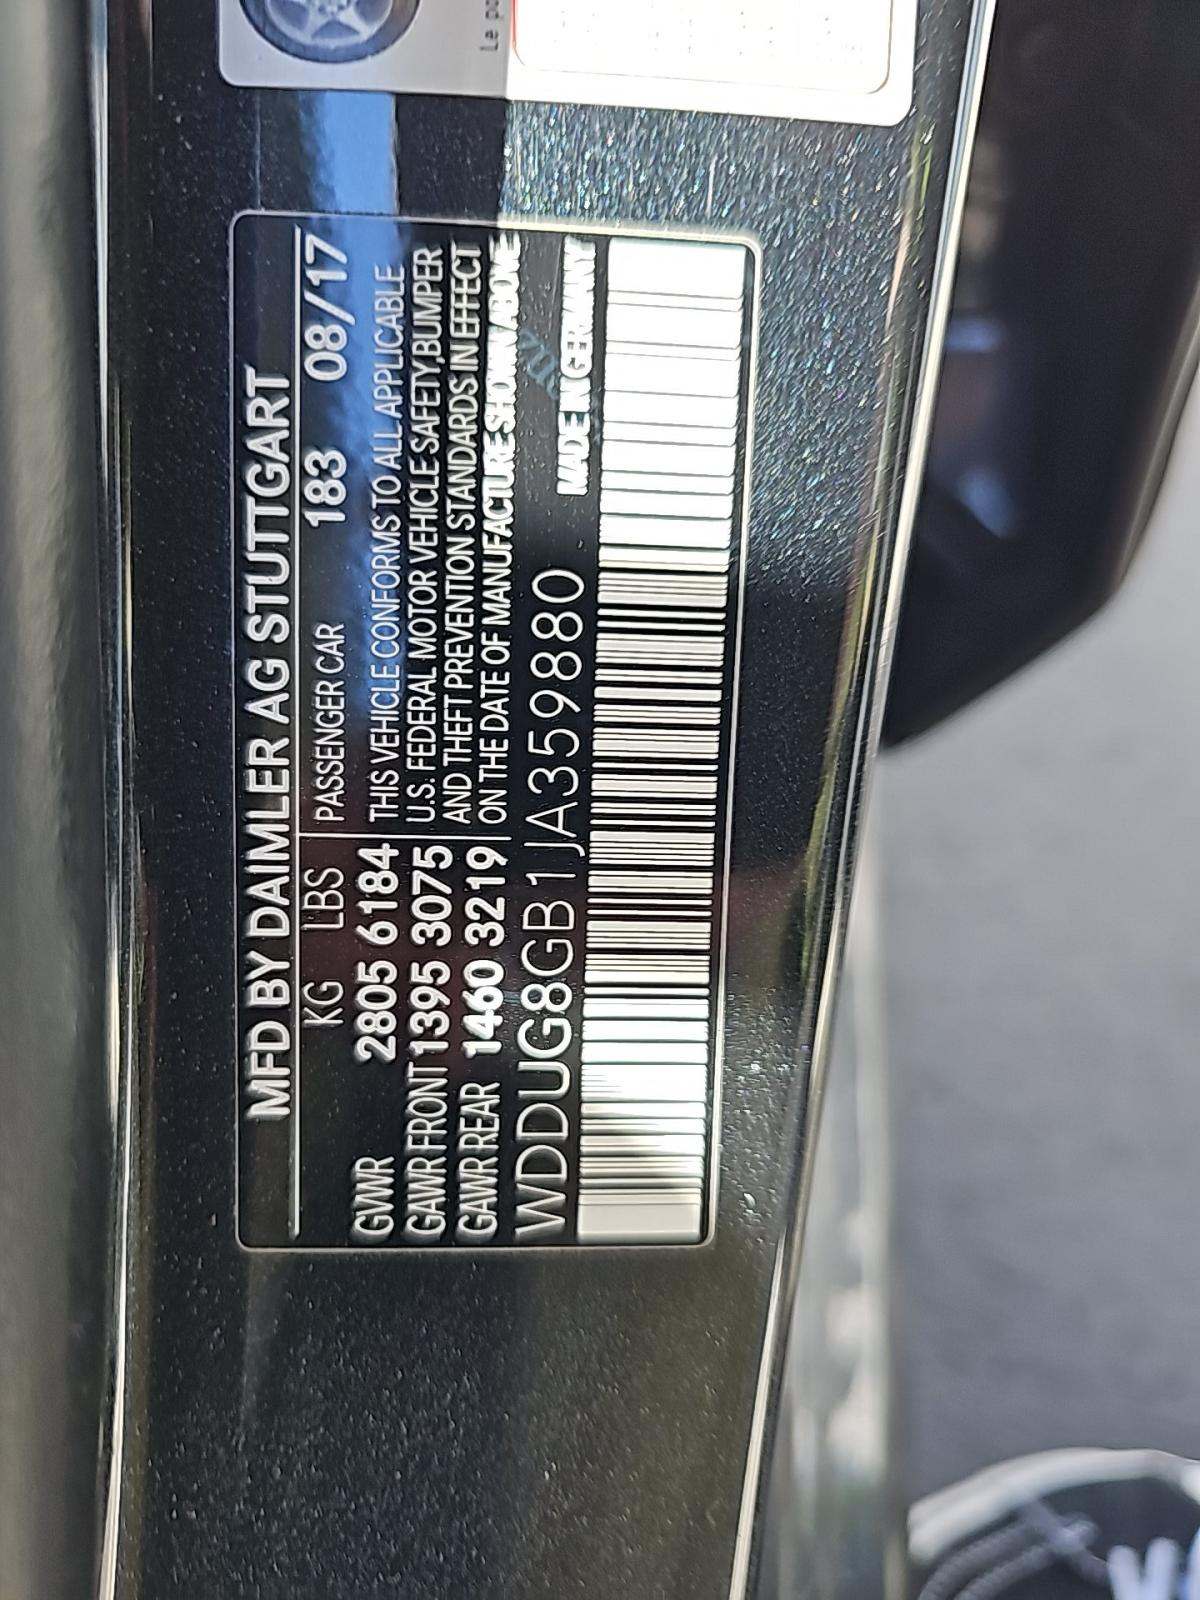 Le
MFD BY DAIMLER AG STUTTGART
KG LBS PASSENGER CAR 183 08/17
GVWR 2805 6184 THIS VEHICLE CONFORMS TO ALL APPLICABLE
GAWR FRONT 1395 3075 U.S. FEDERAL MOTOR VEHICLE SAFETY,BUMPER
GAWR REAR 1460 3219 AND THEFT PREVENTION STANDARDS IN EFFECT
ON THE DATE OF MANUFACTURE SHOWN ABOVE
WDDUG8GB1JA359880 MADE IN GERMANY